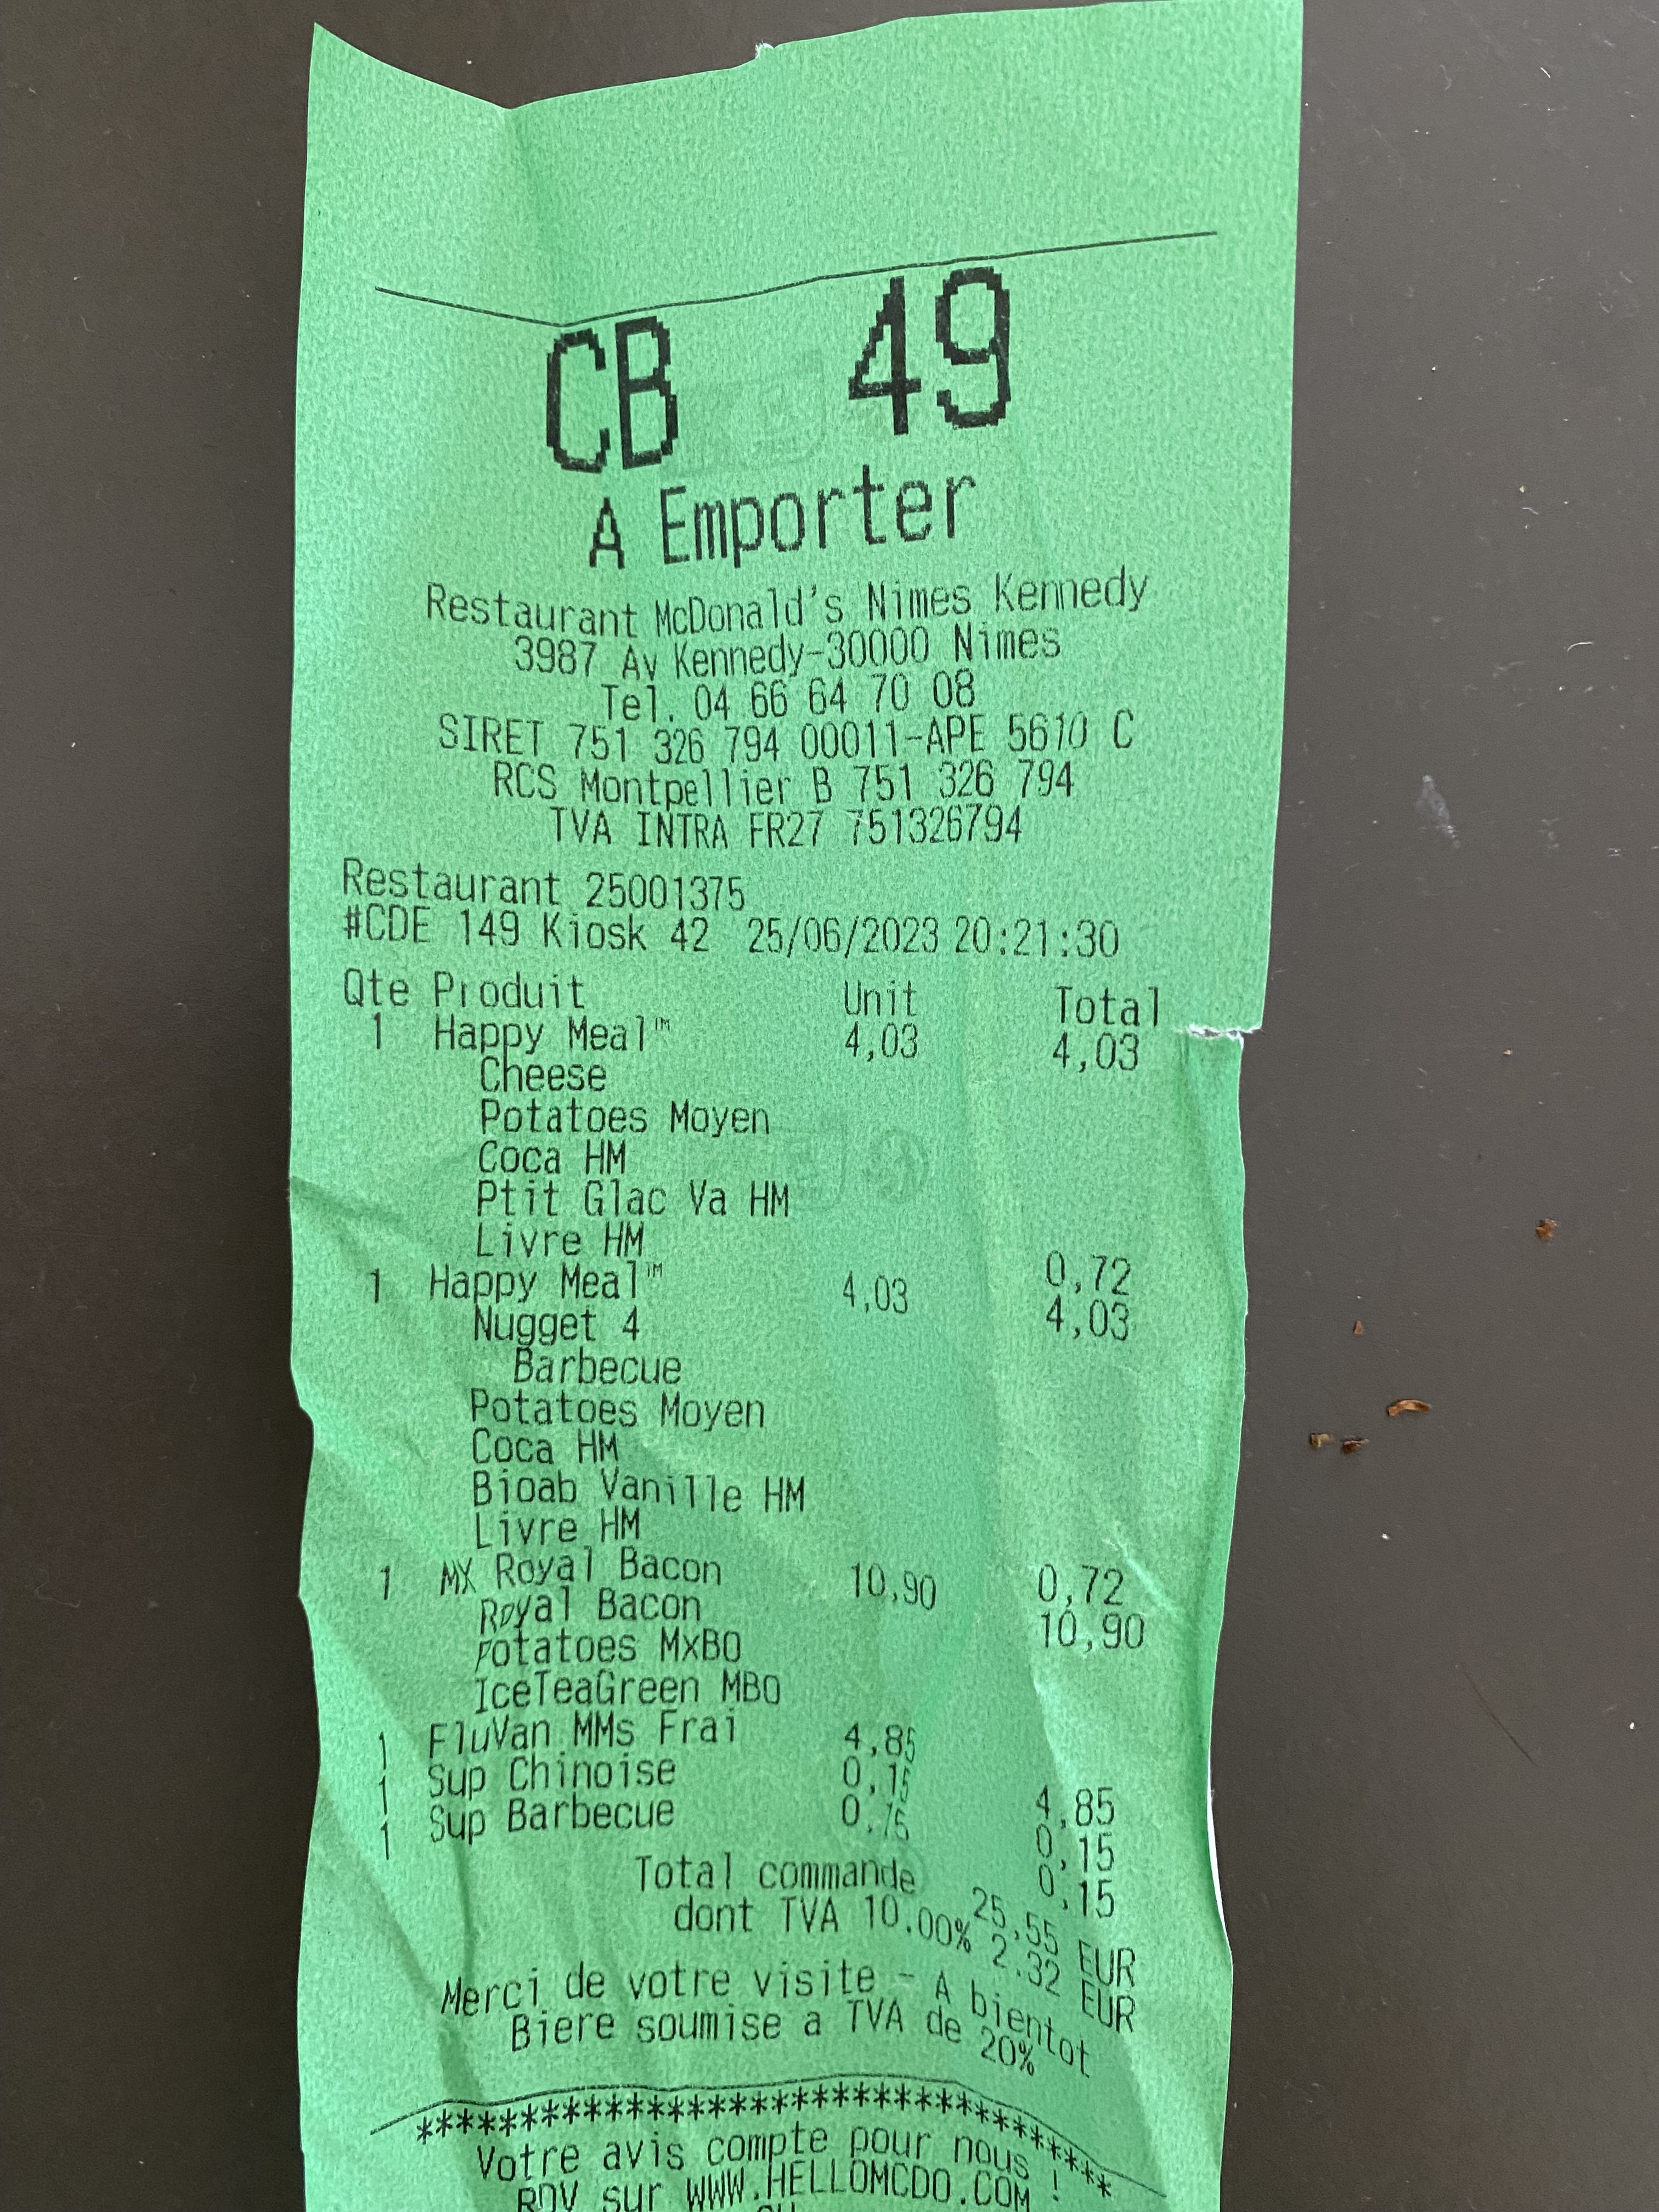 CB 49
A Emporter
Restaurant McDonald's Nimes Kennedy
3987 Av Kennedy-30000 Nimes
Tel. 04 66 64 70 08
SIRET 751 326 794 00011-APE 5610 C
RCS Montpellier B 751 326 794
TVA INTRA FR27 751326794
Restaurant 25001375
#CDE 149 Kiosk 42 25/06/2023 20:21:30
Qte Produit Unit Total
1 Happy Meal™ 4,03 4,03
Cheese
Potatoes Moyen
Coca HM
Ptit Glac Va HM
Livre HM 0,72
1 Happy Meal™ 4,03 4,03
Nugget 4
Barbecue
Potatoes Moyen
Coca HM
Bioab Vanille HM
Livre HM 0,72
1 MX Royal Bacon 10,90 10,90
Royal Bacon
Potatoes MxBO
IceTeaGreen MBO
1 FluVan MMs Frai 4,85 4,85
1 Sup Chinoise 0,15 0,15
1 Sup Barbecue 0,15 0,15
Total commande 25,55 EUR
dont TVA 10.00% 2.32 EUR
Merci de votre visite - A bientot
Biere soumise a TVA de 20%
*********************************
Votre avis compte pour nous !
RDV sur WWW.HELLOMCDO.COM